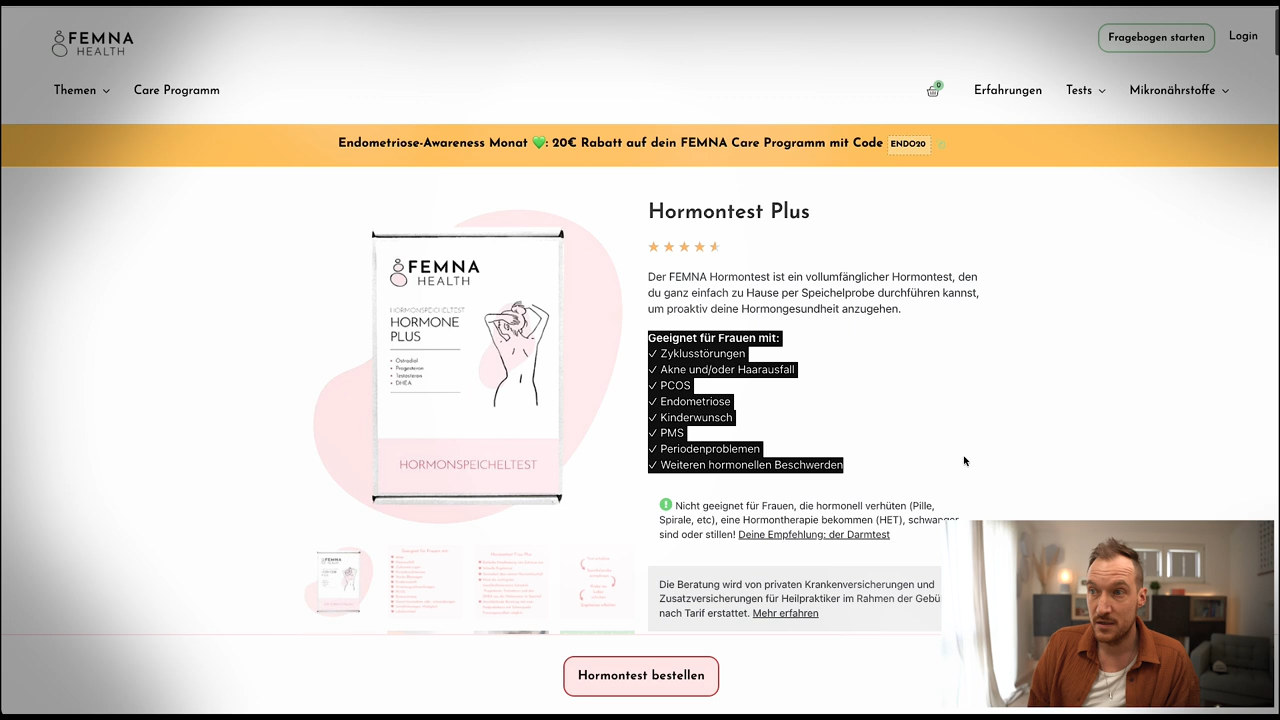 FEMNA
HEALTH
Fragebogen starten
Login
Themen
Care Programm
0
Erfahrungen
Tests
Mikronährstoffe
Endometriose-Awareness Monat 💚: 20€ Rabatt auf dein FEMNA Care Programm mit Code ENDO20
FEMNA
HEALTH
HORMONSPEICHELTEST
HORMONE
PLUS
• Östradiol
• Progesteron
• Testosteron
• DHEA
HORMONSPEICHELTEST
Hormontest Plus
Der FEMNA Hormontest ist ein vollumfänglicher Hormontest, den
du ganz einfach zu Hause per Speichelprobe durchführen kannst,
um proaktiv deine Hormongesundheit anzugehen.
Geeignet für Frauen mit:
✓ Zyklusstörungen
✓ Akne und/oder Haarausfall
✓ PCOS
✓ Endometriose
✓ Kinderwunsch
✓ PMS
✓ Periodenproblemen
✓ Weiteren hormonellen Beschwerden
Nicht geeignet für Frauen, die hormonell verhüten (Pille,
Spirale, etc), eine Hormontherapie bekommen (HET), schwanger
sind oder stillen! Deine Empfehlung: der Darmtest
Die Beratung wird von privaten Krankenversicherungen und
Zusatzversicherungen für Heilpraktiker im Rahmen der Gebü
nach Tarif erstattet. Mehr erfahren
Hormontest bestellen